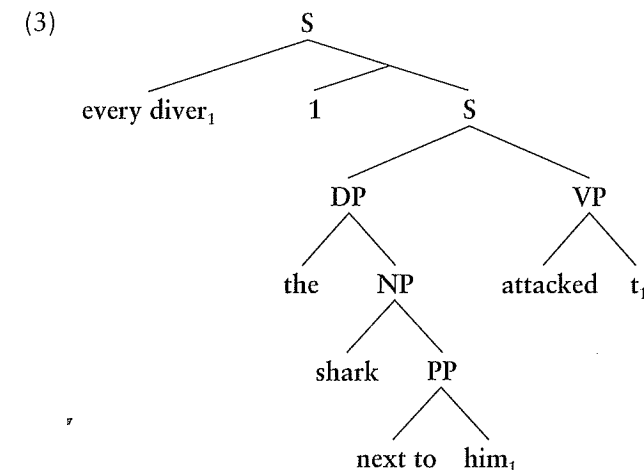 (3) S
every diver₁ 1 S
DP VP
the NP attacked t₁
shark PP
next to him₁